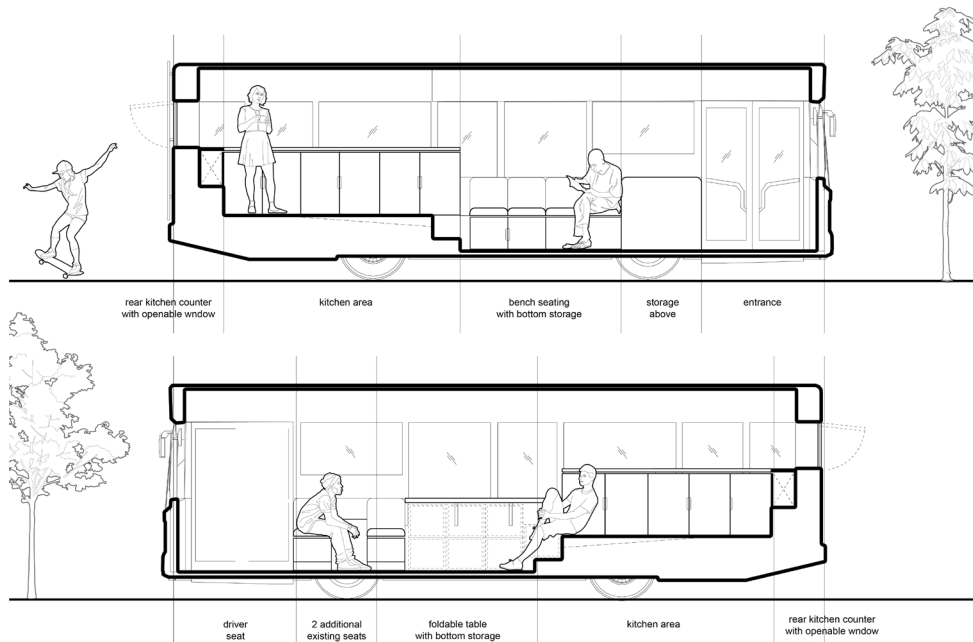 rear kitchen counter
with openable wndow
kitchen area
bench seating
with bottom storage
storage
above
entrance
driver
seat
2 additional
existing seats
foldable table
with bottom storage
kitchen area
rear kitchen counter
with openable wndow